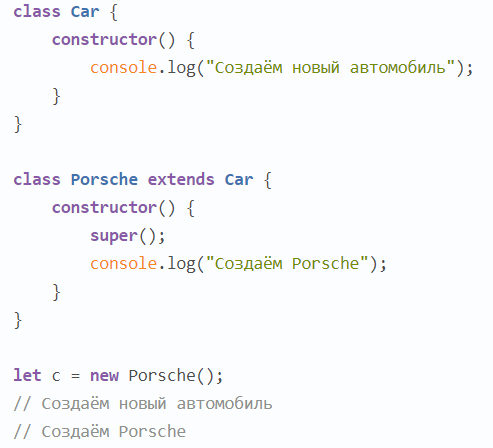 class Car {
    constructor() {
        console.log("Создаём новый автомобиль");
    }
}

class Porsche extends Car {
    constructor() {
        super();
        console.log("Создаём Porsche");
    }
}

let c = new Porsche();
// Создаём новый автомобиль
// Создаём Porsche